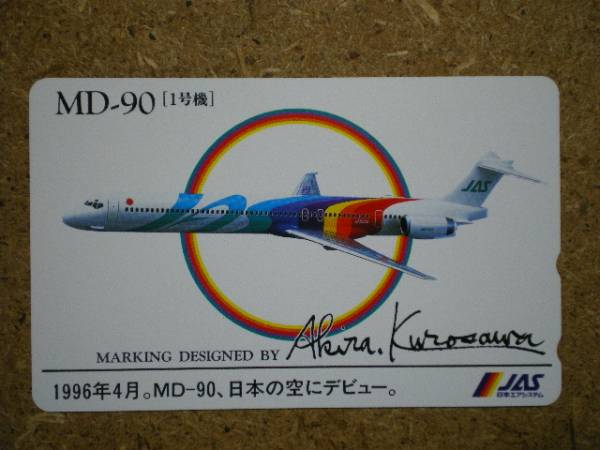 MD-90 [1号機]
JAS
MARKING DESIGNED BY Akira. Kurosawa
1996年4月。MD-90、日本の空にデビュー。
JAS
日本エアシステム